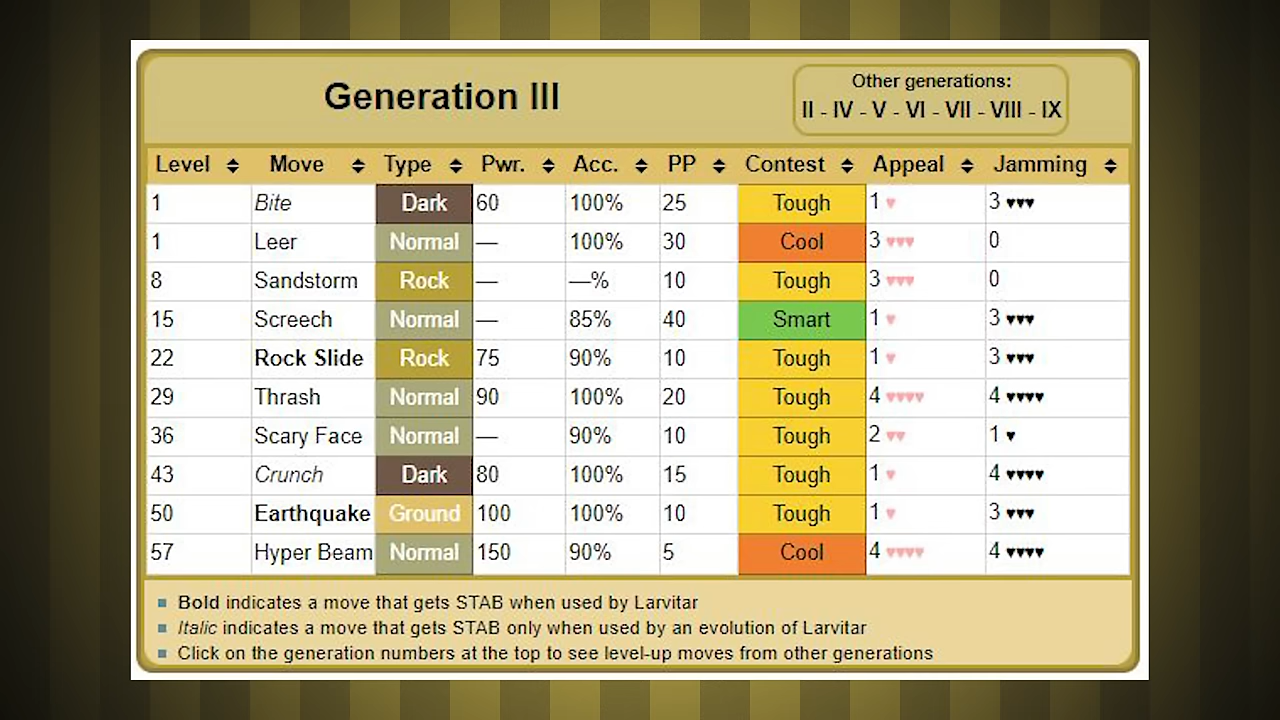 Generation III
Other generations:
II - IV - V - VI - VII - VIII - IX
Level Move Type Pwr. Acc. PP Contest Appeal Jamming
1 Bite Dark 60 100% 25 Tough 1 ♥ 3 ♥♥♥
1 Leer Normal — 100% 30 Cool 3 ♥♥♥ 0
8 Sandstorm Rock — —% 10 Tough 3 ♥♥♥ 0
15 Screech Normal — 85% 40 Smart 1 ♥ 3 ♥♥♥
22 Rock Slide Rock 75 90% 10 Tough 1 ♥ 3 ♥♥♥
29 Thrash Normal 90 100% 20 Tough 4 ♥♥♥♥ 4 ♥♥♥♥
36 Scary Face Normal — 90% 10 Tough 2 ♥♥ 1 ♥
43 Crunch Dark 80 100% 15 Tough 1 ♥ 4 ♥♥♥♥
50 Earthquake Ground 100 100% 10 Tough 1 ♥ 3 ♥♥♥
57 Hyper Beam Normal 150 90% 5 Cool 4 ♥♥♥♥ 4 ♥♥♥♥
Bold indicates a move that gets STAB when used by Larvitar
Italic indicates a move that gets STAB only when used by an evolution of Larvitar
Click on the generation numbers at the top to see level-up moves from other generations